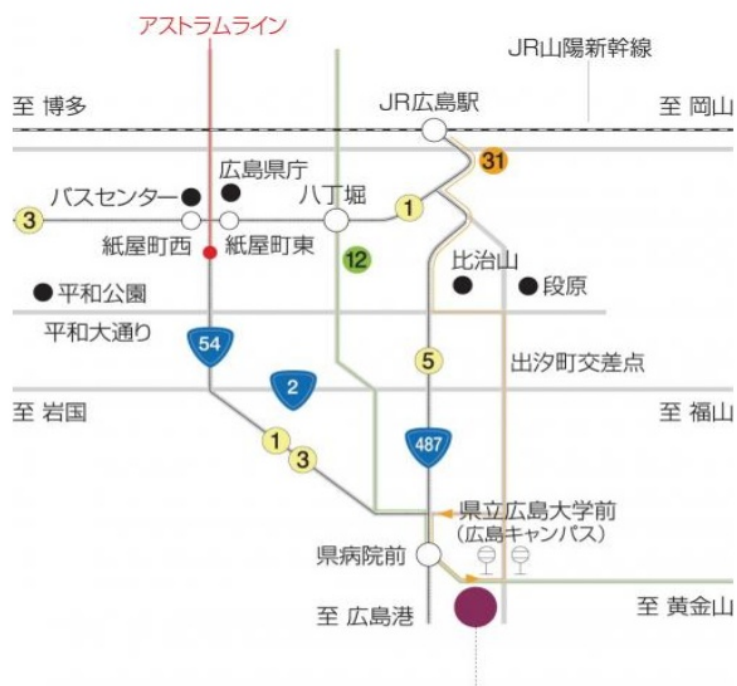 アストラムライン
JR山陽新幹線
至 博多
JR広島駅
至 岡山
31
広島県庁
バスセンター
八丁堀
1
3
紙屋町西
紙屋町東
12
比治山
段原
平和公園
平和大通り
54
5
出汐町交差点
2
至 岩国
至 福山
1
3
487
県立広島大学前
(広島キャンパス)
県病院前
至 広島港
至 黄金山